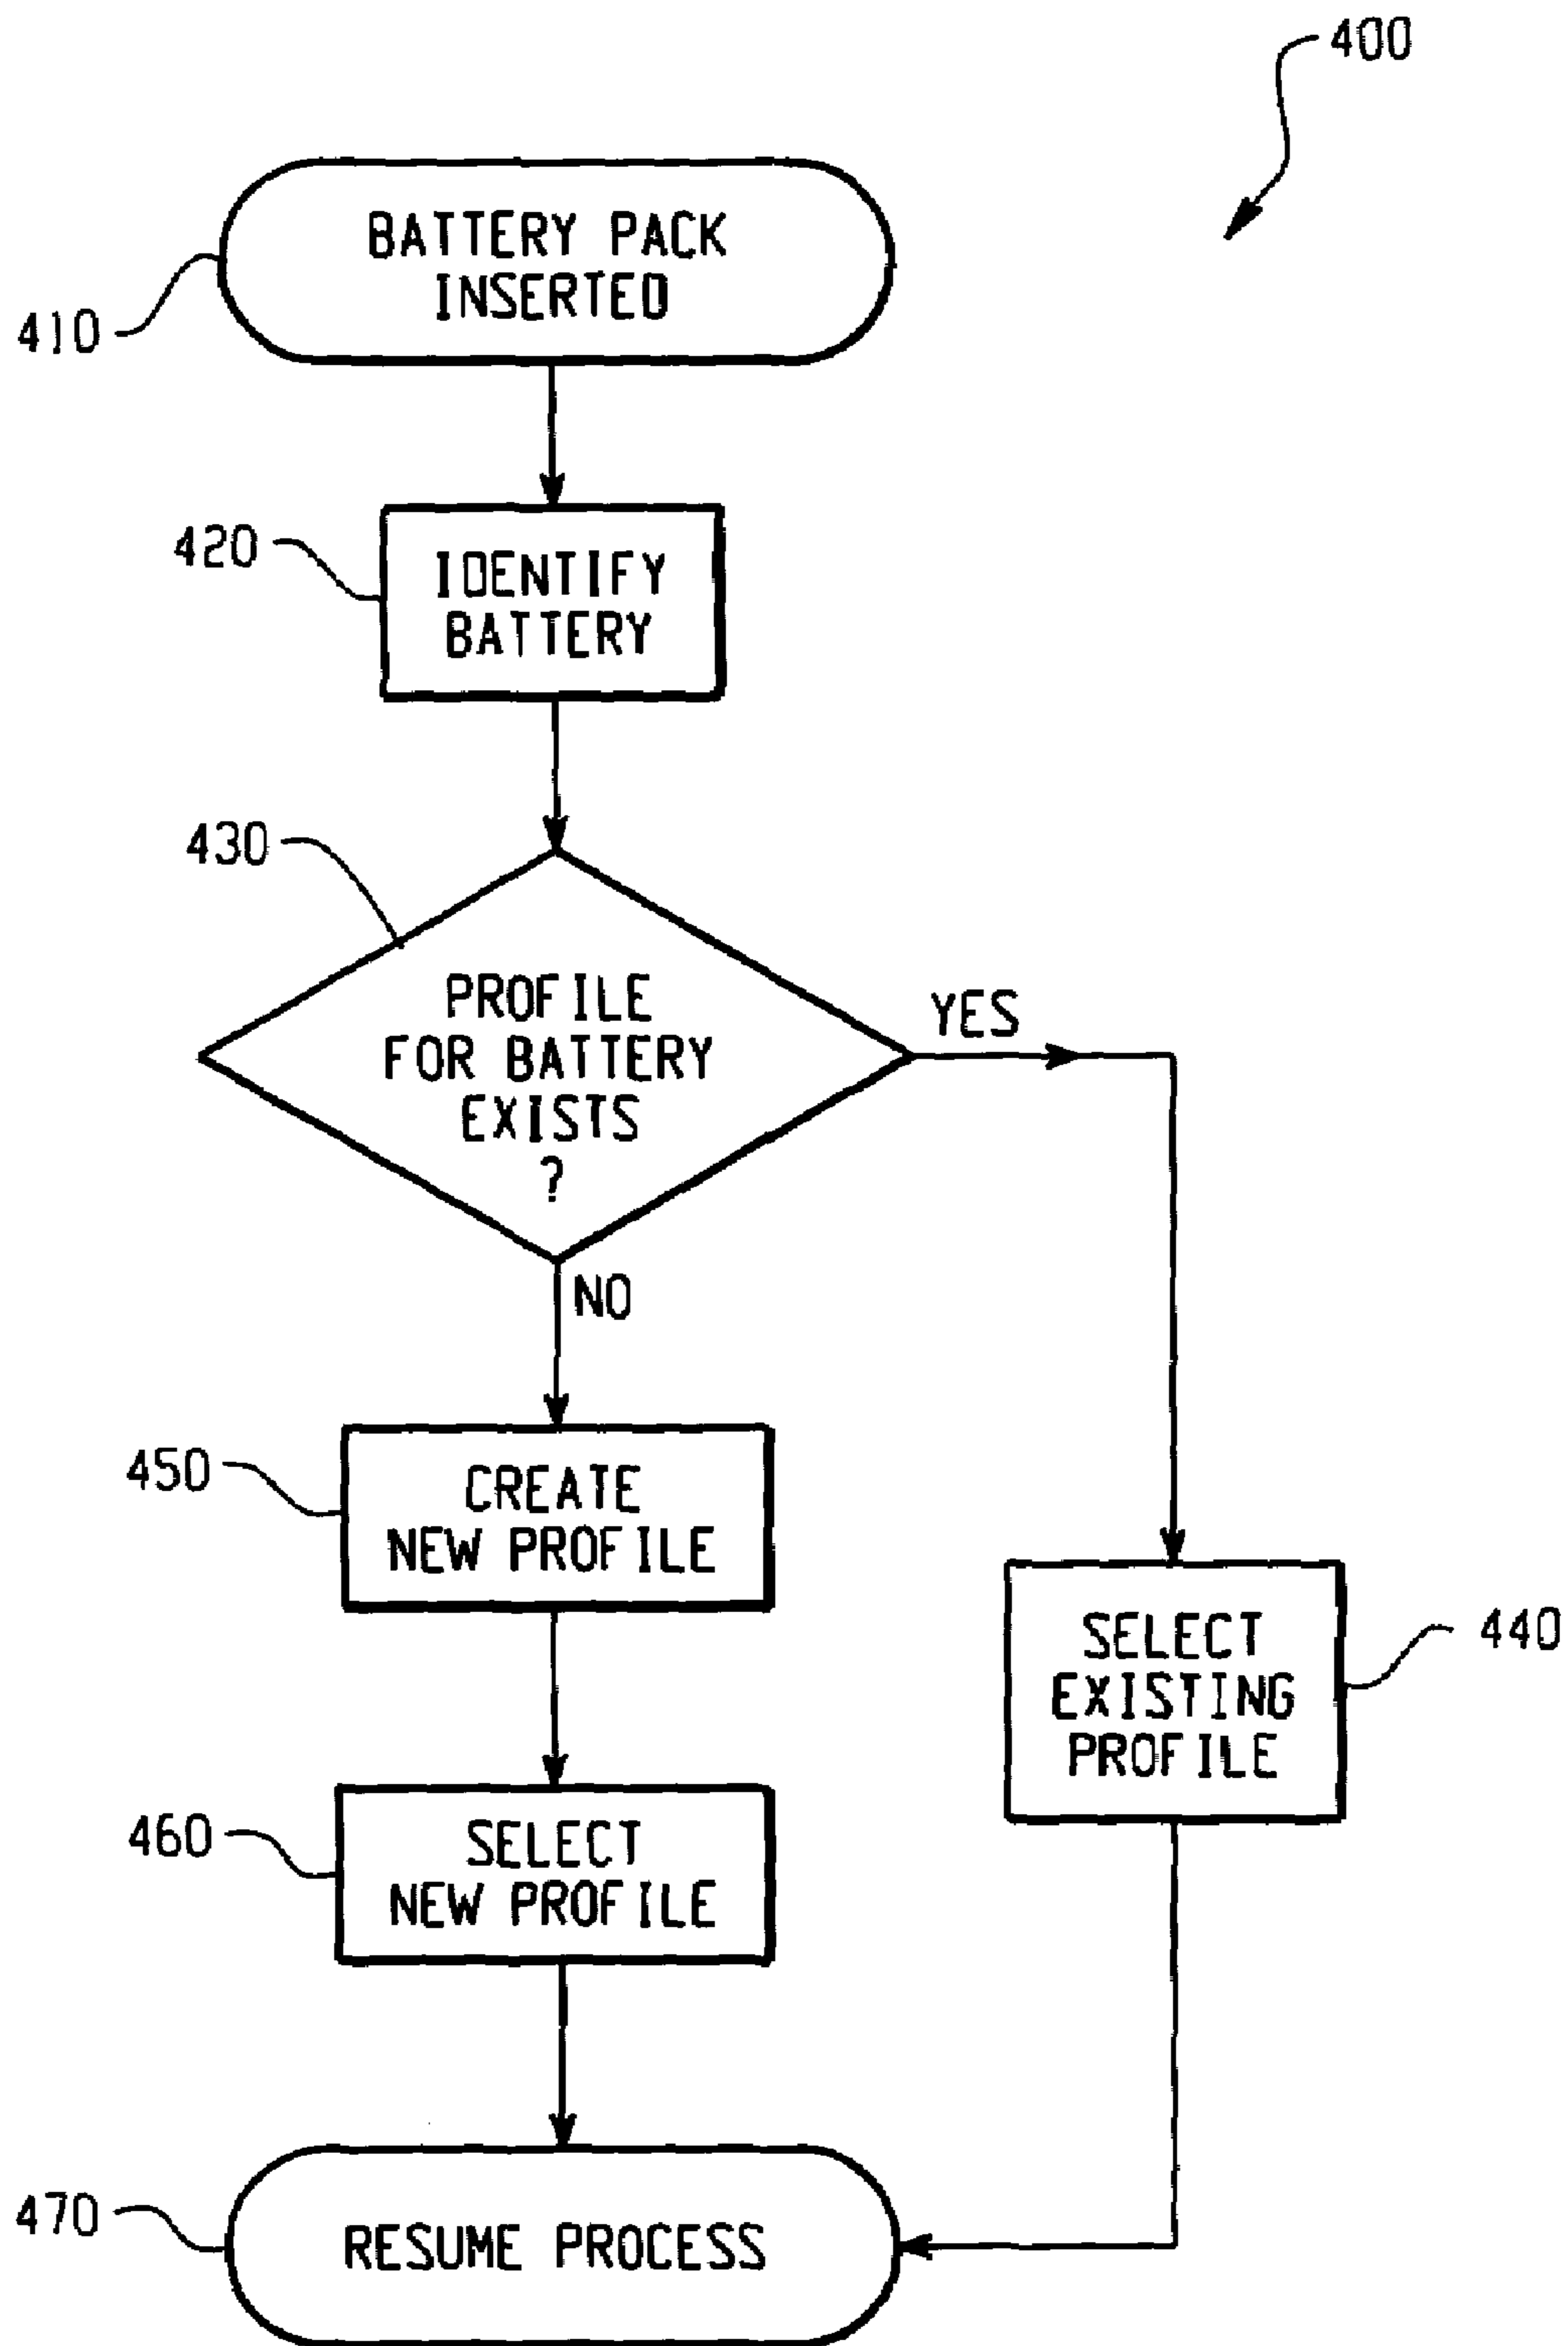 400
BATTERY PACK
INSERTED
410
420
IDENTIFY
BATTERY
430
PROFILE
FOR BATTERY
EXISTS
?
YES
NO
450
CREATE
NEW PROFILE
440
SELECT
EXISTING
PROFILE
460
SELECT
NEW PROFILE
470
RESUME PROCESS